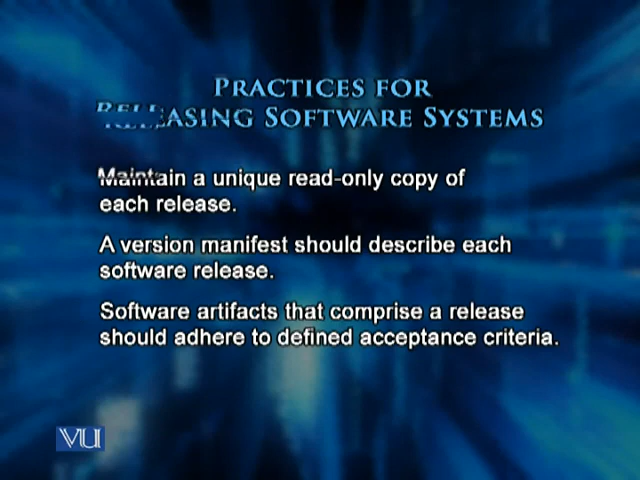 PRACTICES FOR
RELEASING SOFTWARE SYSTEMS
Maintain a unique read-only copy of
each release.
A version manifest should describe each
software release.
Software artifacts that comprise a release
should adhere to defined acceptance criteria.
VU